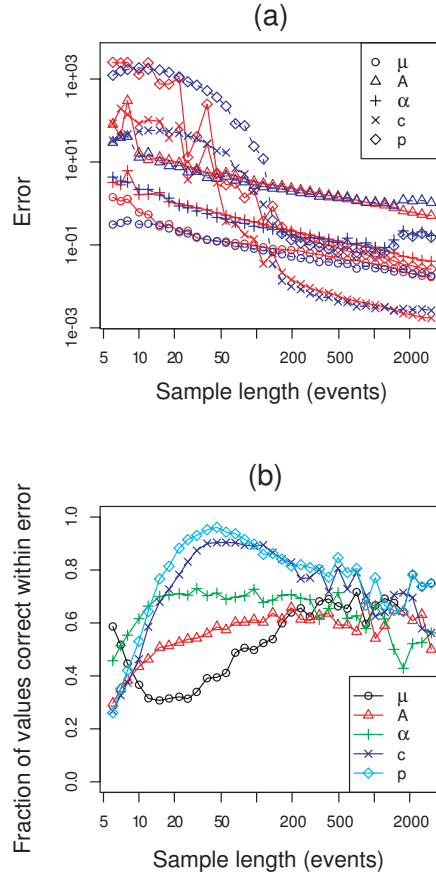 (a)
Error
1e+03
1e+01
1e-01
1e-03
μ
A
α
c
p
5 10 20 50 200 500 2000
Sample length (events)
(b)
Fraction of values correct within error
1.0
0.8
0.6
0.4
0.2
0.0
μ
A
α
c
p
5 10 20 50 200 500 2000
Sample length (events)